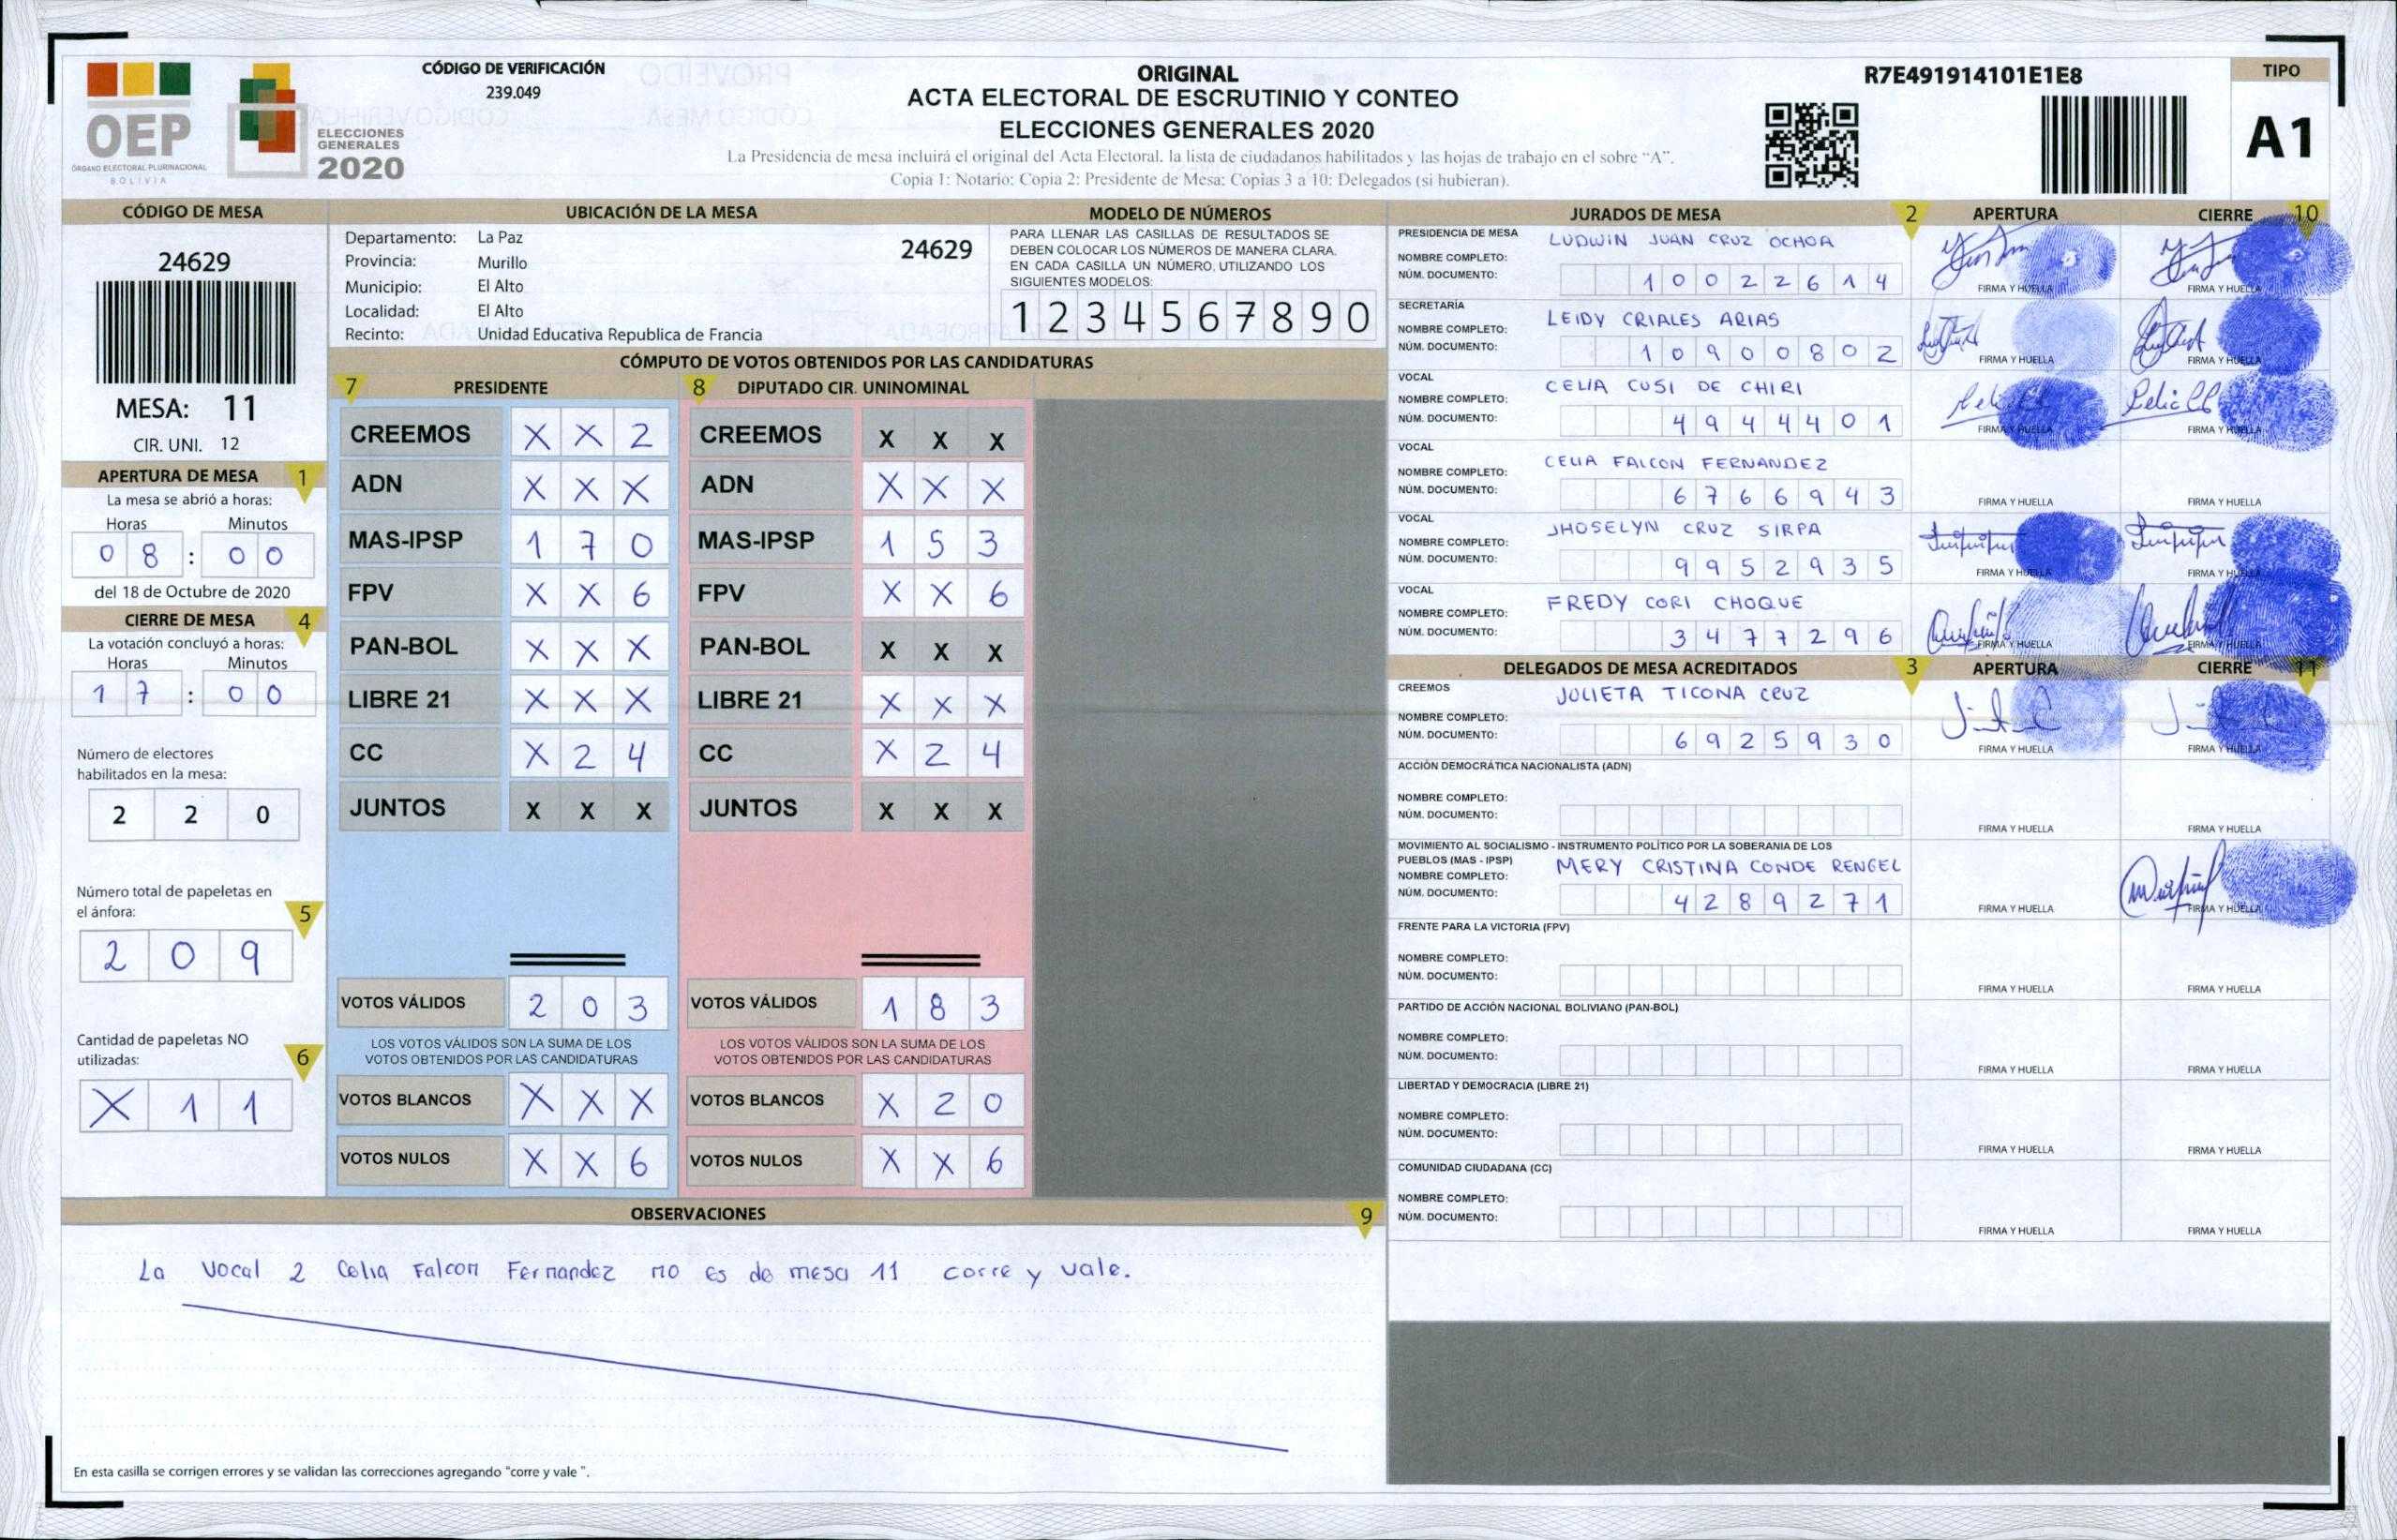 OEP
ÓRGANO ELECTORAL PLURINACIONAL
BOLIVIA
ELECCIONES
GENERALES
2020
CÓDIGO DE VERIFICACIÓN
239.049
ORIGINAL
ACTA ELECTORAL DE ESCRUTINIO Y CONTEO
ELECCIONES GENERALES 2020
La Presidencia de mesa incluirá el original del Acta Electoral, la lista de ciudadanos habilitados y las hojas de trabajo en el sobre "A".
Copia 1: Notario; Copia 2: Presidente de Mesa; Copias 3 a 10: Delegados (si hubieran).
R7E491914101E1E8
TIPO
A1
CÓDIGO DE MESA
24629
MESA: 11
CIR. UNI. 12
APERTURA DE MESA 1
La mesa se abrió a horas:
Horas Minutos
0 8 : 0 0
del 18 de Octubre de 2020
CIERRE DE MESA 4
La votación concluyó a horas:
Horas Minutos
1 7 : 0 0
Número de electores
habilitados en la mesa:
2 2 0
Número total de papeletas en
el ánfora: 5
2 0 9
Cantidad de papeletas NO
utilizadas: 6
X 1 1
UBICACIÓN DE LA MESA
Departamento: La Paz
24629
Provincia: Murillo
Municipio: El Alto
Localidad: El Alto
Recinto: Unidad Educativa Republica de Francia
MODELO DE NÚMEROS
PARA LLENAR LAS CASILLAS DE RESULTADOS SE
DEBEN COLOCAR LOS NÚMEROS DE MANERA CLARA.
EN CADA CASILLA UN NÚMERO, UTILIZANDO LOS
SIGUIENTES MODELOS:
1 2 3 4 5 6 7 8 9 0
CÓMPUTO DE VOTOS OBTENIDOS POR LAS CANDIDATURAS
7 PRESIDENTE 8 DIPUTADO CIR. UNINOMINAL
CREEMOS X X 2 CREEMOS X X X
ADN X X X ADN X X X
MAS-IPSP 1 7 0 MAS-IPSP 1 5 3
FPV X X 6 FPV X X 6
PAN-BOL X X X PAN-BOL X X X
LIBRE 21 X X X LIBRE 21 X X X
CC X 2 4 CC X 2 4
JUNTOS X X X JUNTOS X X X
VOTOS VÁLIDOS 2 0 3 VOTOS VÁLIDOS 1 8 3
LOS VOTOS VÁLIDOS SON LA SUMA DE LOS LOS VOTOS VÁLIDOS SON LA SUMA DE LOS
VOTOS OBTENIDOS POR LAS CANDIDATURAS VOTOS OBTENIDOS POR LAS CANDIDATURAS
VOTOS BLANCOS X X X VOTOS BLANCOS X 2 0
VOTOS NULOS X X 6 VOTOS NULOS X X 6
OBSERVACIONES 9
La Vocal 2 Celia Falcon Fernandez no es de mesa 11 corre y vale.
En esta casilla se corrigen errores y se validan las correcciones agregando "corre y vale ".
JURADOS DE MESA 2 APERTURA CIERRE 10
PRESIDENCIA DE MESA
LUDWIN JUAN CRUZ OCHOA
NOMBRE COMPLETO:
NÚM. DOCUMENTO: 1 0 0 2 2 6 1 4
FIRMA Y HUELLA FIRMA Y HUELLA
SECRETARÍA
LEIDY CRIALES ARIAS
NOMBRE COMPLETO:
NÚM. DOCUMENTO: 1 0 9 0 0 8 0 2
FIRMA Y HUELLA FIRMA Y HUELLA
VOCAL
CELIA CUSI DE CHIRI
NOMBRE COMPLETO:
NÚM. DOCUMENTO: 4 9 4 4 4 0 1
FIRMA Y HUELLA FIRMA Y HUELLA
VOCAL
CELIA FALCON FERNANDEZ
NOMBRE COMPLETO:
NÚM. DOCUMENTO: 6 7 6 6 9 4 3
FIRMA Y HUELLA FIRMA Y HUELLA
VOCAL
JHOSELYN CRUZ SIRPA
NOMBRE COMPLETO:
NÚM. DOCUMENTO: 9 9 5 2 9 3 5
FIRMA Y HUELLA FIRMA Y HUELLA
VOCAL
FREDY CORI CHOQUE
NOMBRE COMPLETO:
NÚM. DOCUMENTO: 3 4 7 7 2 9 6
FIRMA Y HUELLA FIRMA Y HUELLA
DELEGADOS DE MESA ACREDITADOS 3 APERTURA CIERRE 11
CREEMOS
JULIETA TICONA CRUZ
NOMBRE COMPLETO:
NÚM. DOCUMENTO: 6 9 2 5 9 3 0
FIRMA Y HUELLA FIRMA Y HUELLA
ACCIÓN DEMOCRÁTICA NACIONALISTA (ADN)
NOMBRE COMPLETO:
NÚM. DOCUMENTO:
FIRMA Y HUELLA FIRMA Y HUELLA
MOVIMIENTO AL SOCIALISMO - INSTRUMENTO POLÍTICO POR LA SOBERANIA DE LOS
PUEBLOS (MAS - IPSP) MERY CRISTINA CONDE RENGEL
NOMBRE COMPLETO:
NÚM. DOCUMENTO: 4 2 8 9 2 7 1
FIRMA Y HUELLA FIRMA Y HUELLA
FRENTE PARA LA VICTORIA (FPV)
NOMBRE COMPLETO:
NÚM. DOCUMENTO:
FIRMA Y HUELLA FIRMA Y HUELLA
PARTIDO DE ACCIÓN NACIONAL BOLIVIANO (PAN-BOL)
NOMBRE COMPLETO:
NÚM. DOCUMENTO:
FIRMA Y HUELLA FIRMA Y HUELLA
LIBERTAD Y DEMOCRACIA (LIBRE 21)
NOMBRE COMPLETO:
NÚM. DOCUMENTO:
FIRMA Y HUELLA FIRMA Y HUELLA
COMUNIDAD CIUDADANA (CC)
NOMBRE COMPLETO:
NÚM. DOCUMENTO:
FIRMA Y HUELLA FIRMA Y HUELLA